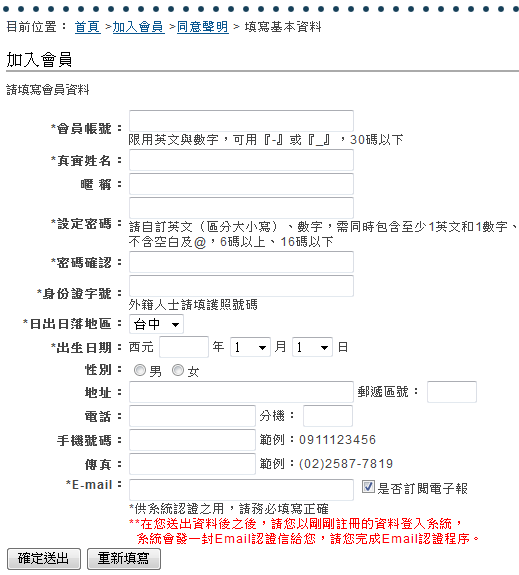 目前位置： 首頁 >加入會員 >同意聲明 > 填寫基本資料
加入會員
請填寫會員資料
*會員帳號：
限用英文與數字，可用『-』或『_』，30碼以下
*真實姓名：
暱 稱：
*設定密碼：
請自訂英文（區分大小寫）、數字，需同時包含至少1英文和1數字、
不含空白及@，6碼以上、16碼以下
*密碼確認：
*身份證字號：
外籍人士請填護照號碼
*日出日落地區： 台中
*出生日期： 西元 年 1 月 1 日
性別： 男 女
地址： 郵遞區號：
電話： 分機：
手機號碼： 範例：0911123456
傳真： 範例：(02)2587-7819
*E-mail： 是否訂閱電子報
*供系統認證之用，請務必填寫正確
**在您送出資料後之後，請您以剛剛註冊的資料登入系統，
系統會發一封Email認證信給您，請您完成Email認證程序。
確定送出 重新填寫